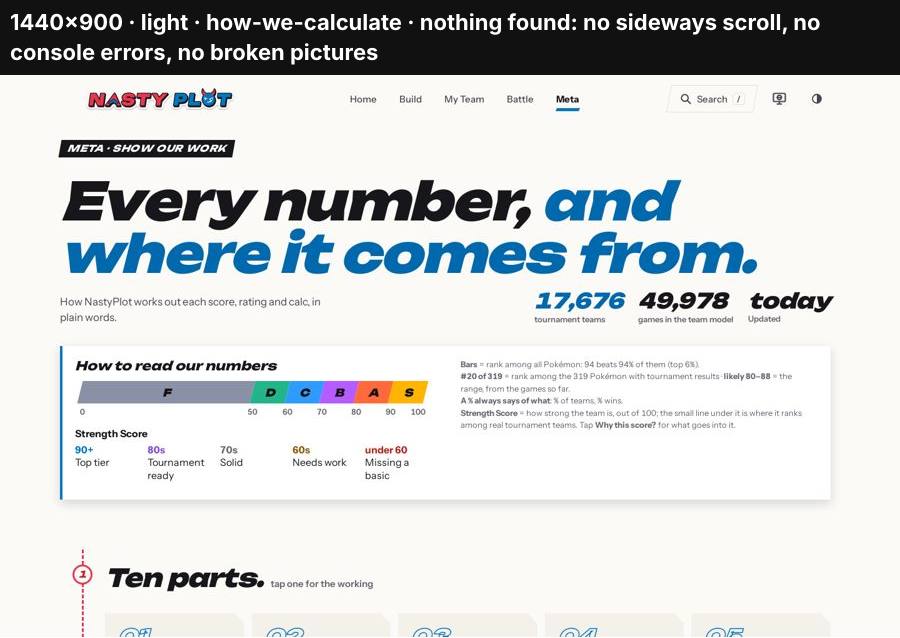 1440×900 · light · how-we-calculate · nothing found: no sideways scroll, no
console errors, no broken pictures
NASTY PLOT
Home
Build
My Team
Battle
Meta
Search /
META · SHOW OUR WORK
Every number, and
where it comes from.
How NastyPlot works out each score, rating and calc, in
plain words.
17,676
tournament teams
49,978
games in the team model
today
Updated
How to read our numbers
F D C B A S
0 50 60 70 80 90 100
Strength Score
90+
Top tier
80s
Tournament
ready
70s
Solid
60s
Needs work
under 60
Missing a
basic
Bars = rank among all Pokémon: 94 beats 94% of them (top 6%).
#20 of 319 = rank among the 319 Pokémon with tournament results · likely 80–88 = the
range, from the games so far.
A % always says of what: % of teams, % wins.
Strength Score = how strong the team is, out of 100; the small line under it is where it ranks
among real tournament teams. Tap Why this score? for what goes into it.
1
Ten parts. tap one for the working
01 02 03 04 05